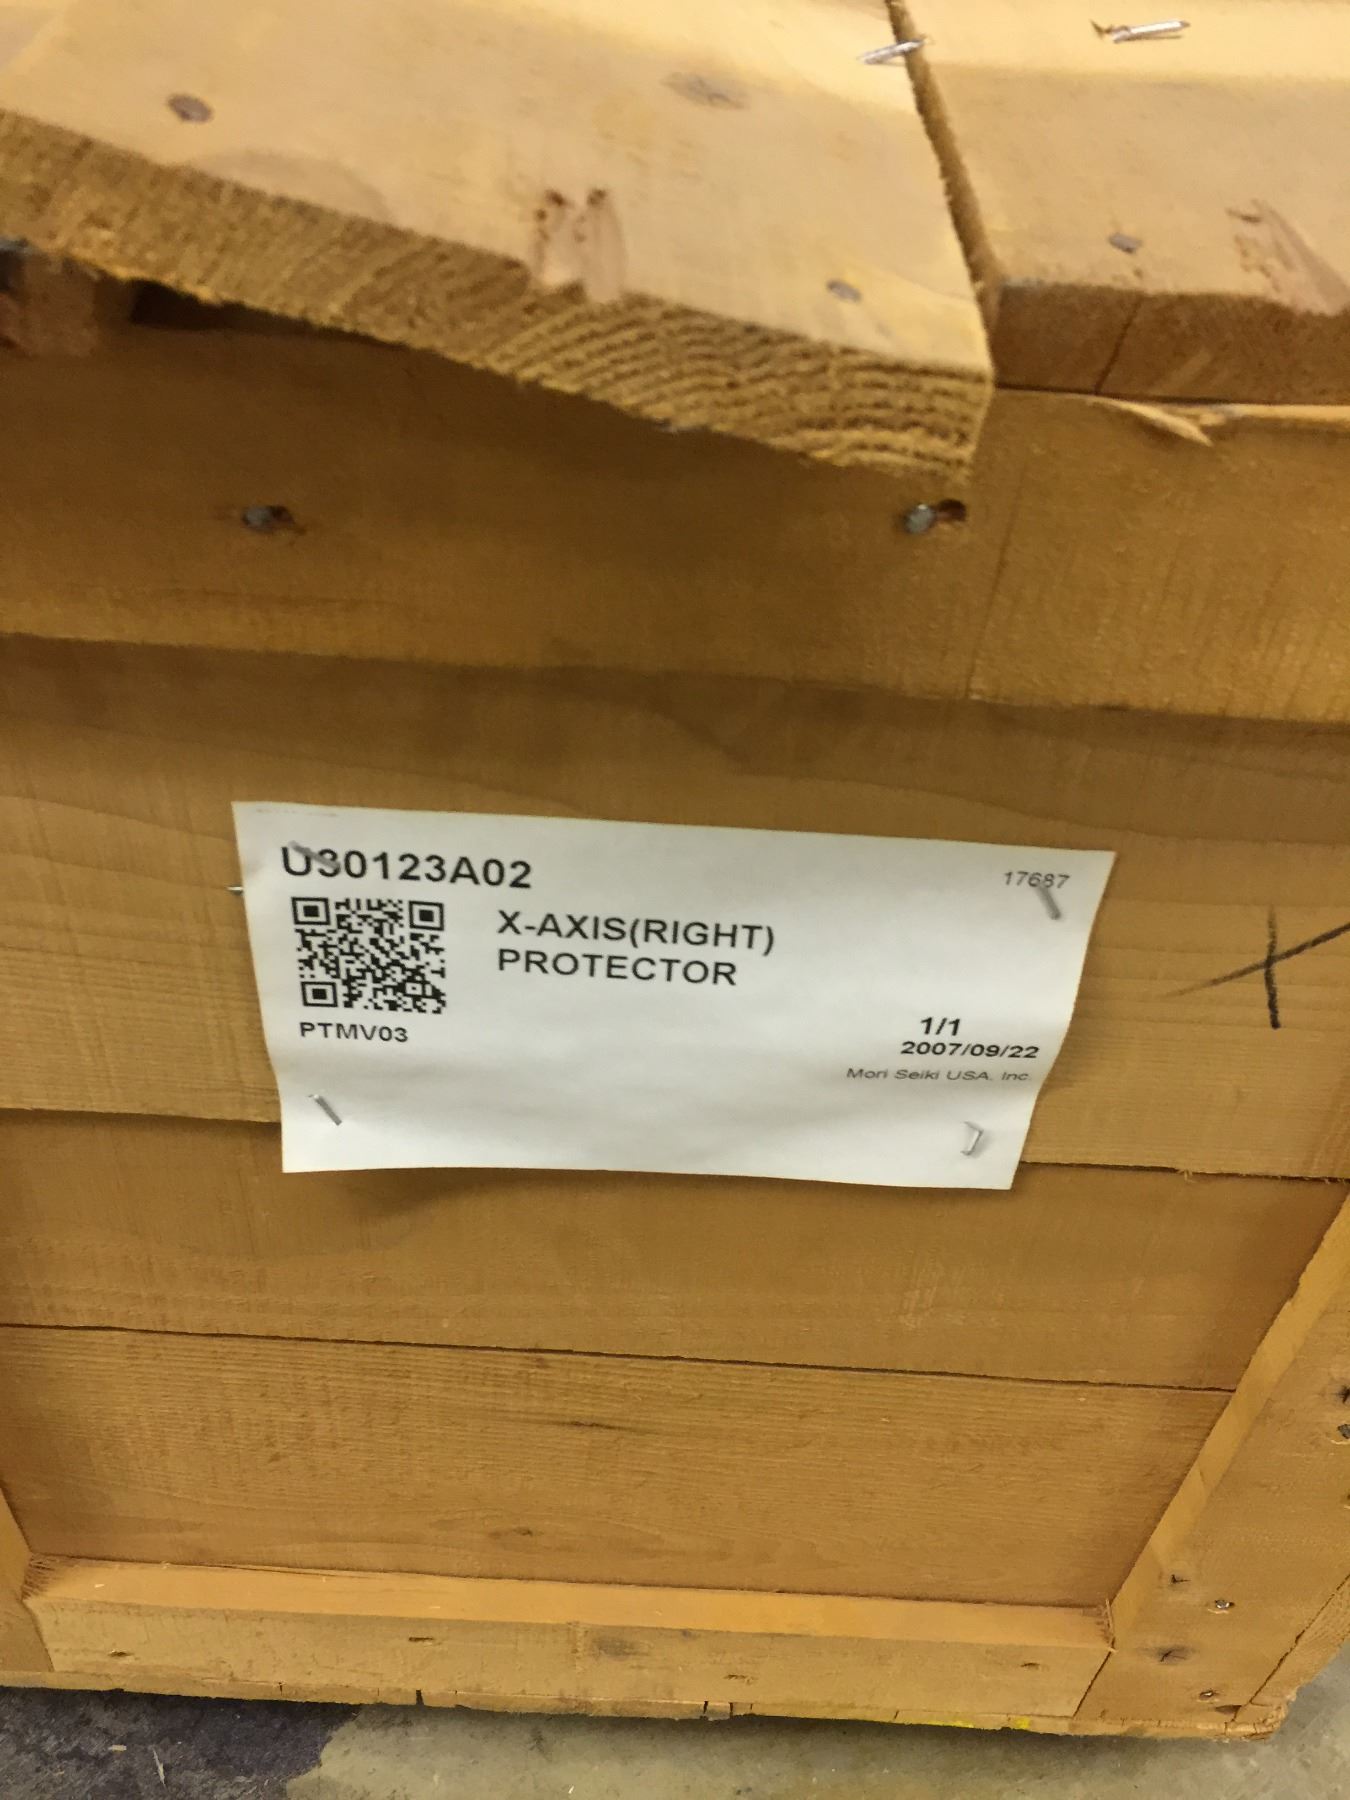 U30123A02
17687
X-AXIS(RIGHT)
PROTECTOR
PTMV03
1/1
2007/09/22
Mori Seiki USA, Inc.